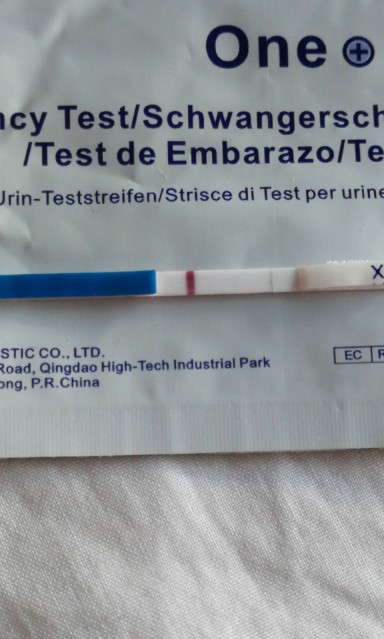 One
ncy Test/Schwangersch
/Test de Embarazo/Te
Urin-Teststreifen/Strisce di Test per urine
X
STIC CO., LTD.
Road, Qingdao High-Tech Industrial Park
ong, P.R.China
EC R